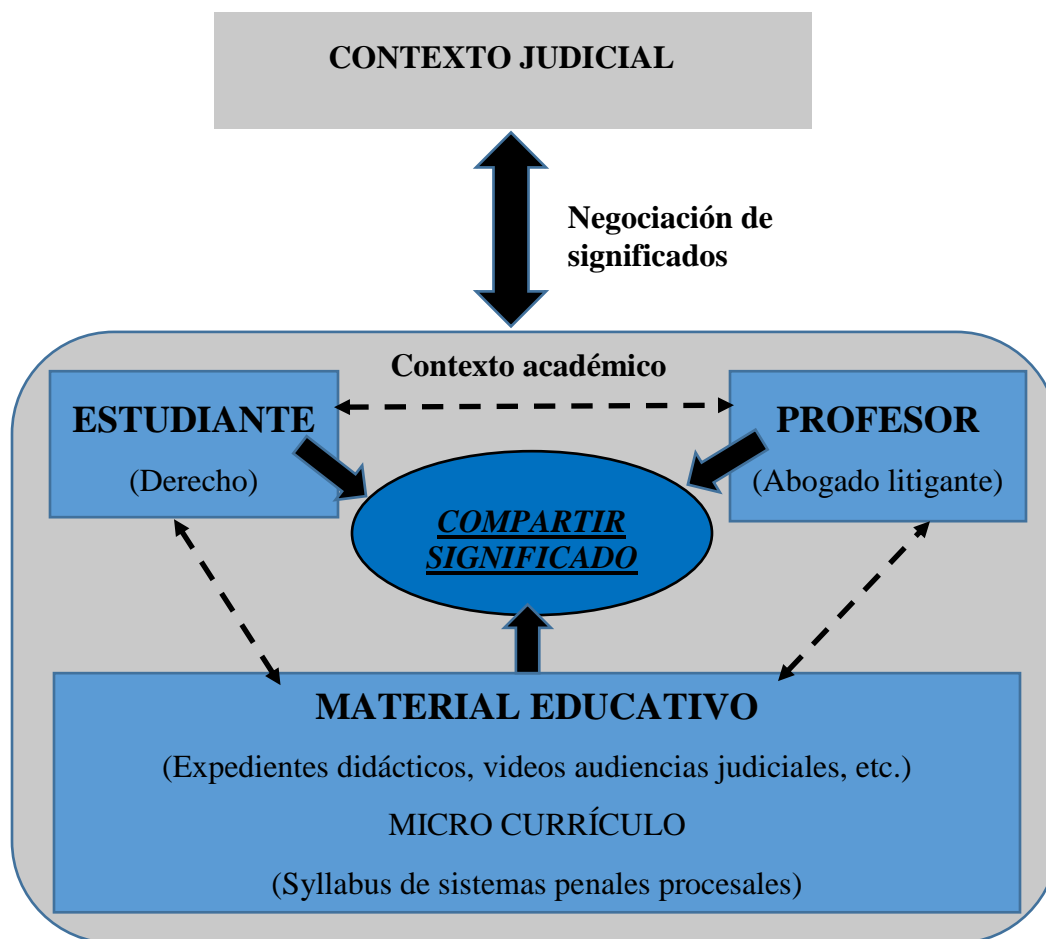 CONTEXTO JUDICIAL
Negociación de
significados
Contexto académico
ESTUDIANTE
(Derecho)
PROFESOR
(Abogado litigante)
COMPARTIR
SIGNIFICADO
MATERIAL EDUCATIVO
(Expedientes didácticos, videos audiencias judiciales, etc.)
MICRO CURRÍCULO
(Syllabus de sistemas penales procesales)